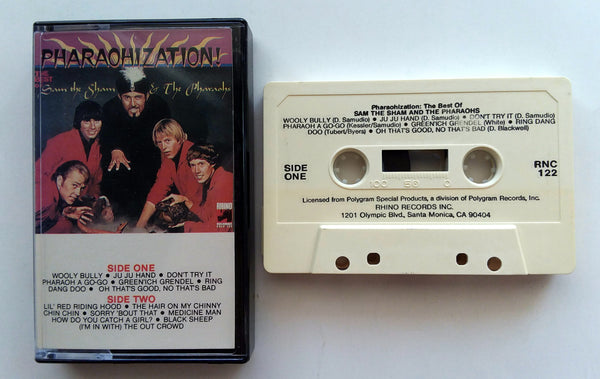 PHARAOHIZATION!
THE BEST OF
Sam the Sham & The Pharaohs
RHINO
SIDE ONE
WOOLY BULLY • JU JU HAND • DON'T TRY IT
PHARAOH A GO-GO • GREEN'ICH GRENDEL • RING
DANG DOO • OH THAT'S GOOD, NO THAT'S BAD
SIDE TWO
LIL' RED RIDING HOOD • THE HAIR ON MY CHINNY
CHIN CHIN • SORRY 'BOUT THAT • MEDICINE MAN
HOW DO YOU CATCH A GIRL? • BLACK SHEEP
(I'M IN WITH) THE OUT CROWD
Pharaohization: The Best Of
SAM THE SHAM AND THE PHARAOHS
WOOLY BULLY (D. Samudio) • JU JU HAND (D. Samudio) • DON'T TRY IT (D. Samudio)
PHARAOH A GO-GO (Kessler/Samudio) • GREEN'ICH GRENDEL (White) • RING DANG
DOO (Tubert/Byers) • OH THAT'S GOOD, NO THAT'S BAD (D. Blackwell)
SIDE
ONE
RNC
122
100 50 0
Licensed from Polygram Special Products, a division of Polygram Records, Inc.
RHINO RECORDS INC.
1201 Olympic Blvd., Santa Monica, CA 90404